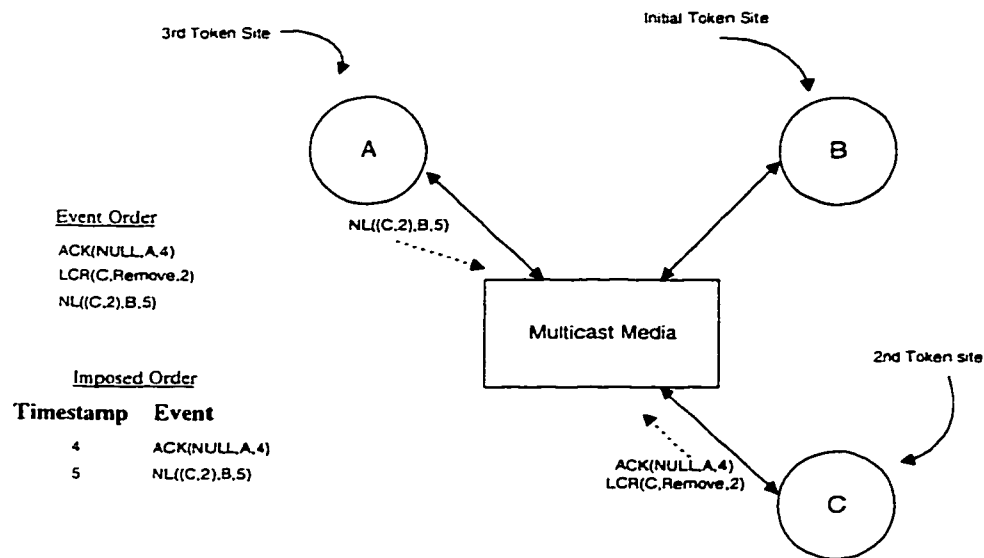 Initial Token Site
3rd Token Site
A
B
NL((C,2),B,5)
Event Order
ACK(NULL,A,4)
LCR(C,Remove,2)
NL((C,2),B,5)
Multicast Media
2nd Token site
Imposed Order
Timestamp Event
4 ACK(NULL,A,4)
5 NL((C,2),B,5)
ACK(NULL,A,4)
LCR(C,Remove,2)
C